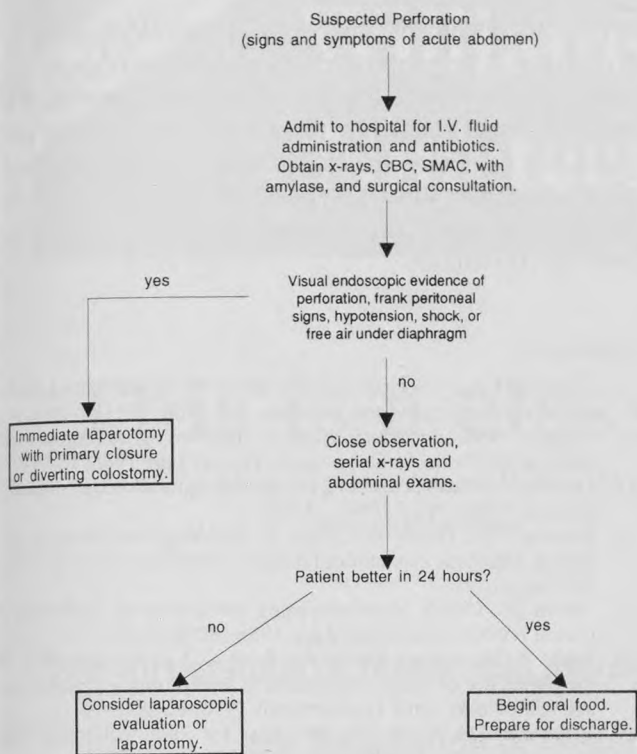 Suspected Perforation
(signs and symptoms of acute abdomen)
Admit to hospital for I.V. fluid
administration and antibiotics.
Obtain x-rays, CBC, SMAC, with
amylase, and surgical consultation.
yes
Visual endoscopic evidence of
perforation, frank peritoneal
signs, hypotension, shock, or
free air under diaphragm
no
Immediate laparotomy
with primary closure
or diverting colostomy.
Close observation,
serial x-rays and
abdominal exams.
Patient better in 24 hours?
no
yes
Consider laparoscopic
evaluation or
laparotomy.
Begin oral food.
Prepare for discharge.